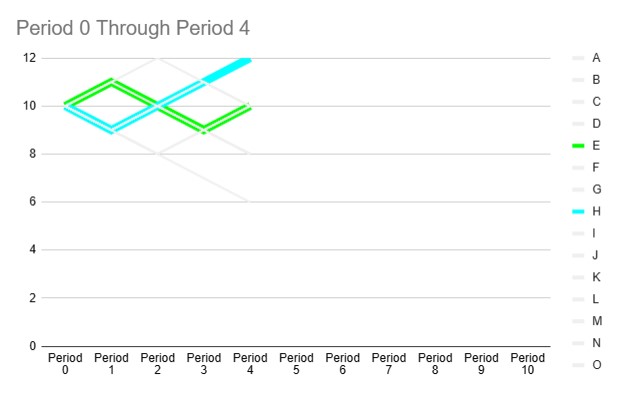 Period 0 Through Period 4
12
10
8
6
4
2
0
Period 0
Period 1
Period 2
Period 3
Period 4
Period 5
Period 6
Period 7
Period 8
Period 9
Period 10
A
B
C
D
E
F
G
H
I
J
K
L
M
N
O